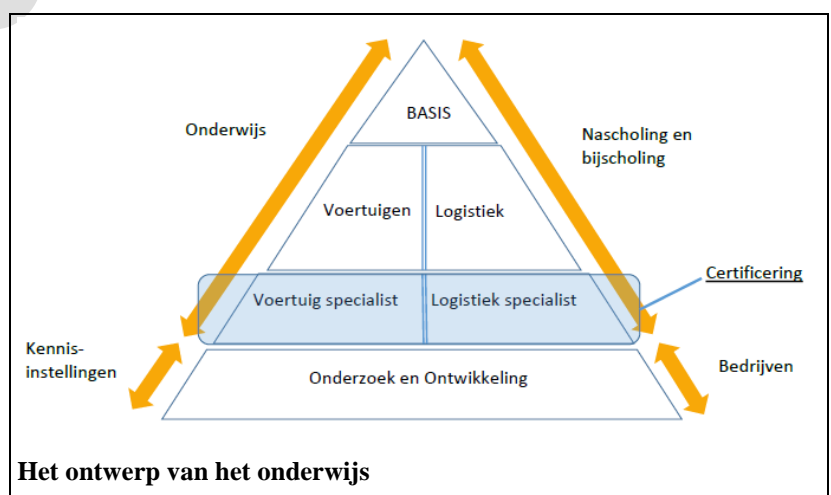 BASIS
Onderwijs
Nascholing en
bijscholing
Voertuigen
Logistiek
Certificering
Voertuig specialist
Logistiek specialist
Kennis-
instellingen
Bedrijven
Onderzoek en Ontwikkeling
Het ontwerp van het onderwijs